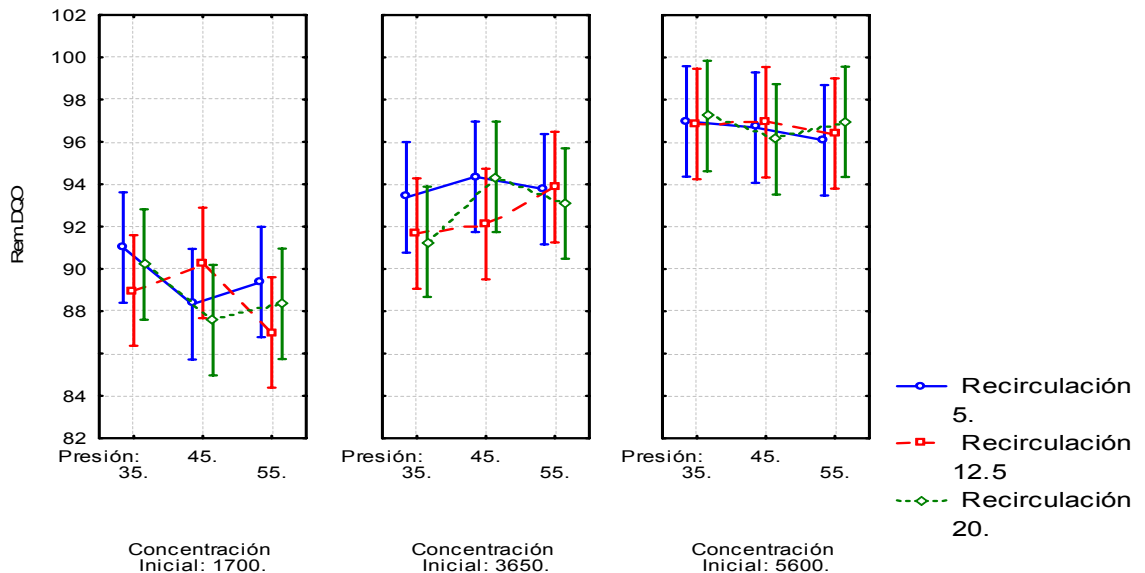 102
100
98
96
94
92
90
88
84
82
Rem.DQO
Presión:
35.
45.
55.
Presión:
35.
45.
55.
Presión:
35.
45.
55.
Concentración
Inicial: 1700.
Concentración
Inicial: 3650.
Concentración
Inicial: 5600.
Recirculación
5.
Recirculación
12.5
Recirculación
20.